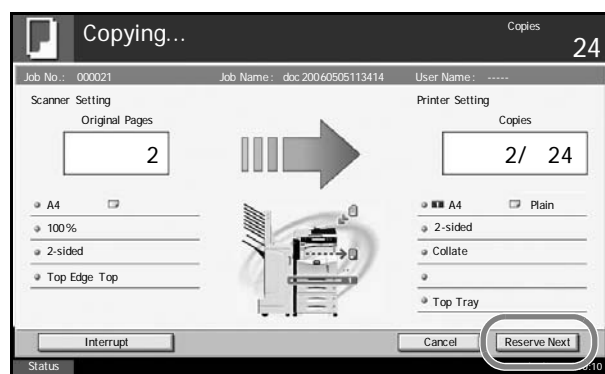 Copying...
Copies
24
Job No.: 000021 Job Name: doc20060505113414 User Name: -----
Scanner Setting
Printer Setting
Original Pages
Copies
2
2/ 24
A4
A4 Plain
100%
2-sided
2-sided
Collate
Top Edge Top
Top Tray
Interrupt
Cancel
Reserve Next
Status